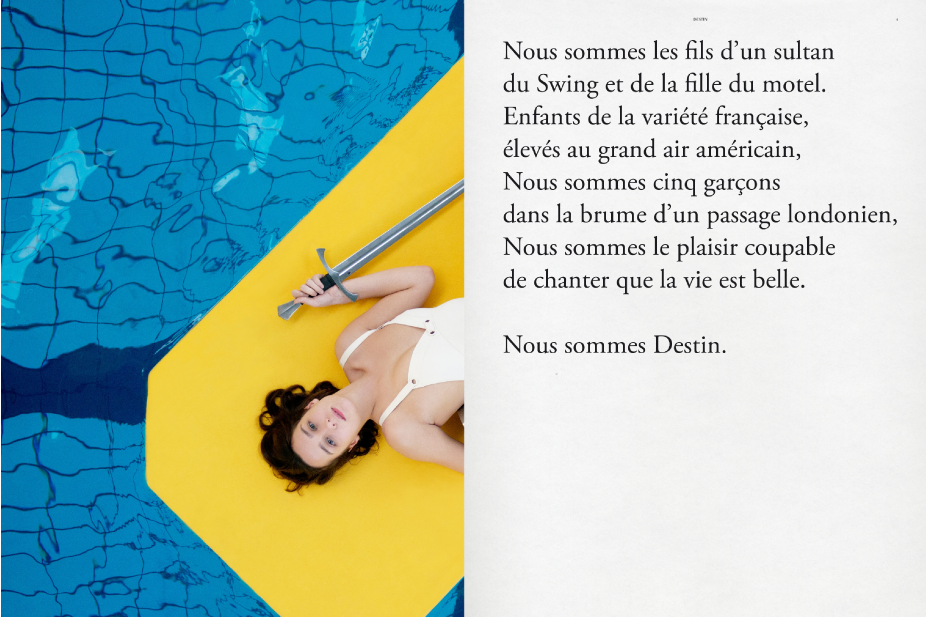 Nous sommes les fils d’un sultan
du Swing et de la fille du motel.
Enfants de la variété française,
élevés au grand air américain,
Nous sommes cinq garçons
dans la brume d’un passage londonien,
Nous sommes le plaisir coupable
de chanter que la vie est belle.
Nous sommes Destin.